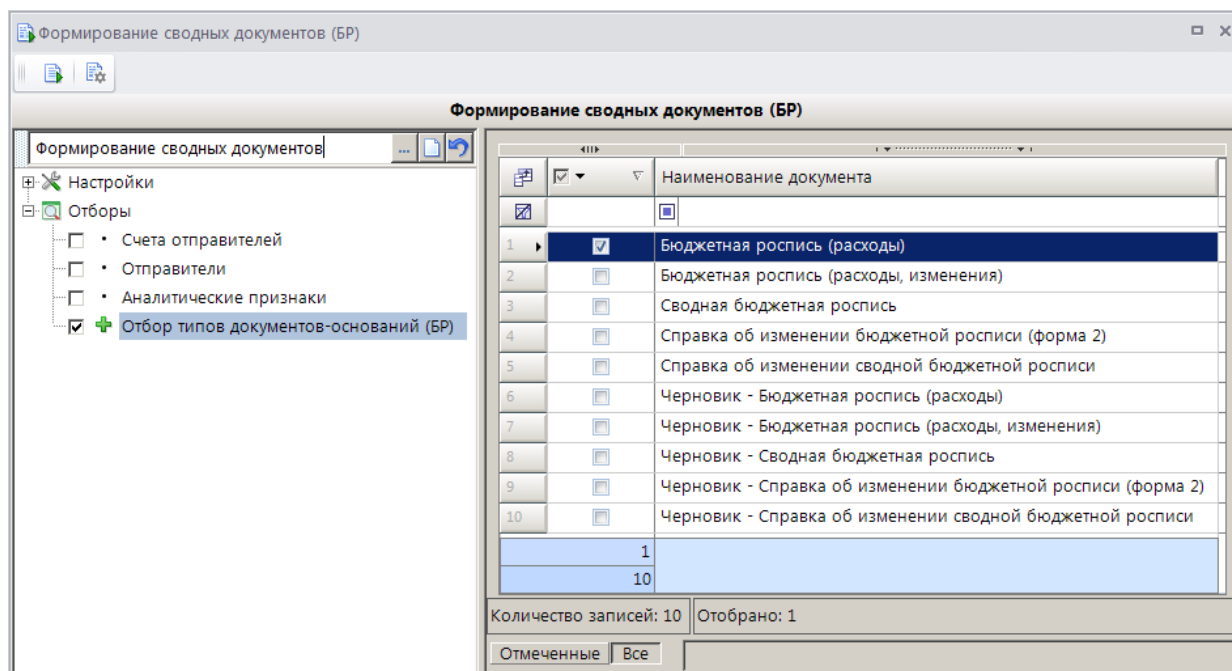 Формирование сводных документов (БР)
Формирование сводных документов (БР)
Формирование сводных документов ...
Настройки
Отборы
Счета отправителей
Отправители
Аналитические признаки
Отбор типов документов-оснований (БР)
Наименование документа
1 Бюджетная роспись (расходы)
2 Бюджетная роспись (расходы, изменения)
3 Сводная бюджетная роспись
4 Справка об изменении бюджетной росписи (форма 2)
5 Справка об изменении сводной бюджетной росписи
6 Черновик - Бюджетная роспись (расходы)
7 Черновик - Бюджетная роспись (расходы, изменения)
8 Черновик - Сводная бюджетная роспись
9 Черновик - Справка об изменении бюджетной росписи (форма 2)
10 Черновик - Справка об изменении сводной бюджетной росписи
1
10
Количество записей: 10 Отобрано: 1
Отмеченные Все